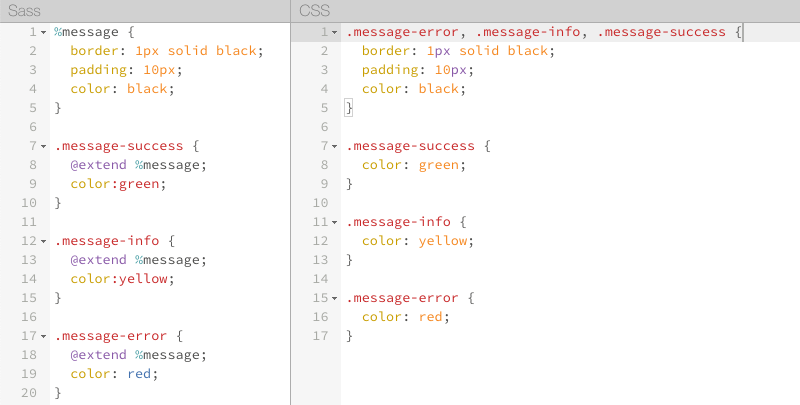 Sass
1 %message {
2 border: 1px solid black;
3 padding: 10px;
4 color: black;
5 }
6
7 .message-success {
8 @extend %message;
9 color:green;
10 }
11
12 .message-info {
13 @extend %message;
14 color:yellow;
15 }
16
17 .message-error {
18 @extend %message;
19 color: red;
20 }
CSS
1 .message-error, .message-info, .message-success {
2 border: 1px solid black;
3 padding: 10px;
4 color: black;
5 }
6
7 .message-success {
8 color: green;
9 }
10
11 .message-info {
12 color: yellow;
13 }
14
15 .message-error {
16 color: red;
17 }